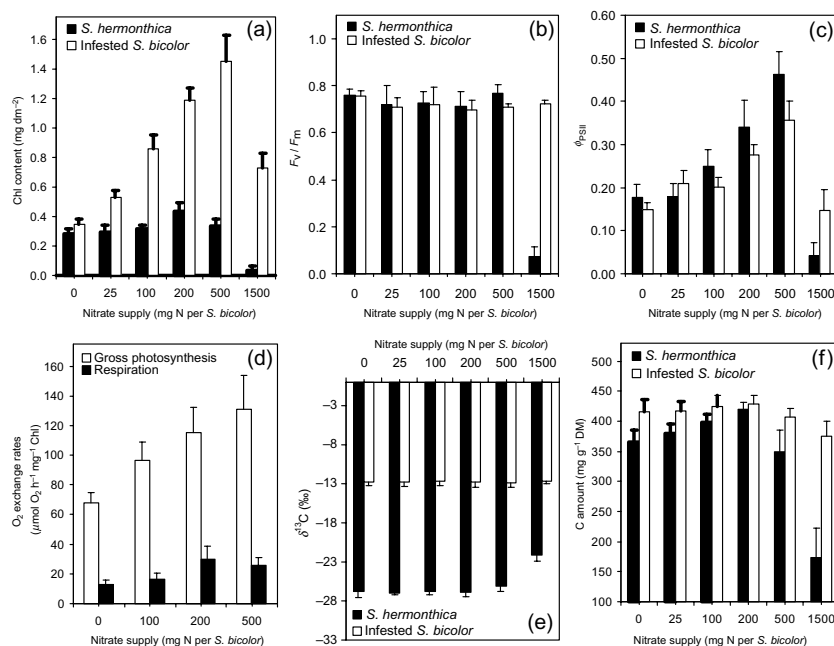 (a)
S. hermonthica
Infested S. bicolor
Chl content (mg dm−2)
1.6
1.4
1.2
1.0
0.8
0.6
0.4
0.2
0.0
0 25 100 200 500 1500
Nitrate supply (mg N per S. bicolor)
S. hermonthica
Infested S. bicolor
(b)
Fv / Fm
1.0
0.8
0.6
0.4
0.2
0.0
0 25 100 200 500 1500
Nitrate supply (mg N per S. bicolor)
(c)
S. hermonthica
Infested S. bicolor
ϕPSII
0.60
0.50
0.40
0.30
0.20
0.10
0.00
0 25 100 200 500 1500
Nitrate supply (mg N per S. bicolor)
(d)
Gross photosynthesis
Respiration
O2 exchange rates
(μmol O2 h−1 mg−1 Chl)
160
140
120
100
80
60
40
20
0
0 100 200 500
Nitrate supply (mg N per S. bicolor)
Nitrate supply (mg N per S. bicolor)
0 25 100 200 500 1500
δ13C (‰)
−3
−8
−13
−18
−23
−28
−33
S. hermonthica
Infested S. bicolor
(e)
(f)
S. hermonthica
Infested S. bicolor
C amount (mg g−1 DM)
500
450
400
350
300
250
200
150
100
0 25 100 200 500 1500
Nitrate supply (mg N per S. bicolor)